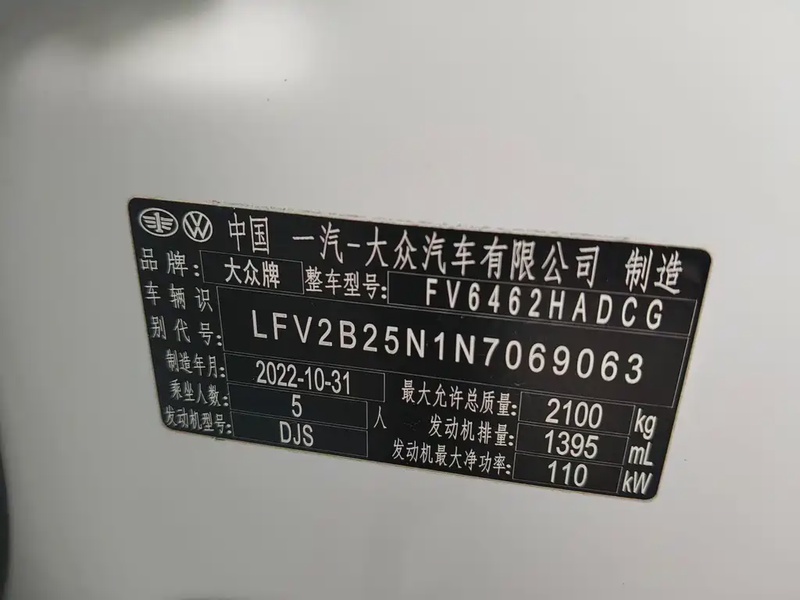 中国 一汽-大众汽车有限公司 制造
品牌: 大众牌 整车型号: FV6462HADCG
车辆识别代号: LFV2B25N1N7069063
制造年月: 2022-10-31
乘坐人数: 5 人
发动机型号: DJS
最大允许总质量: 2100 kg
发动机排量: 1395 mL
发动机最大净功率: 110 kW